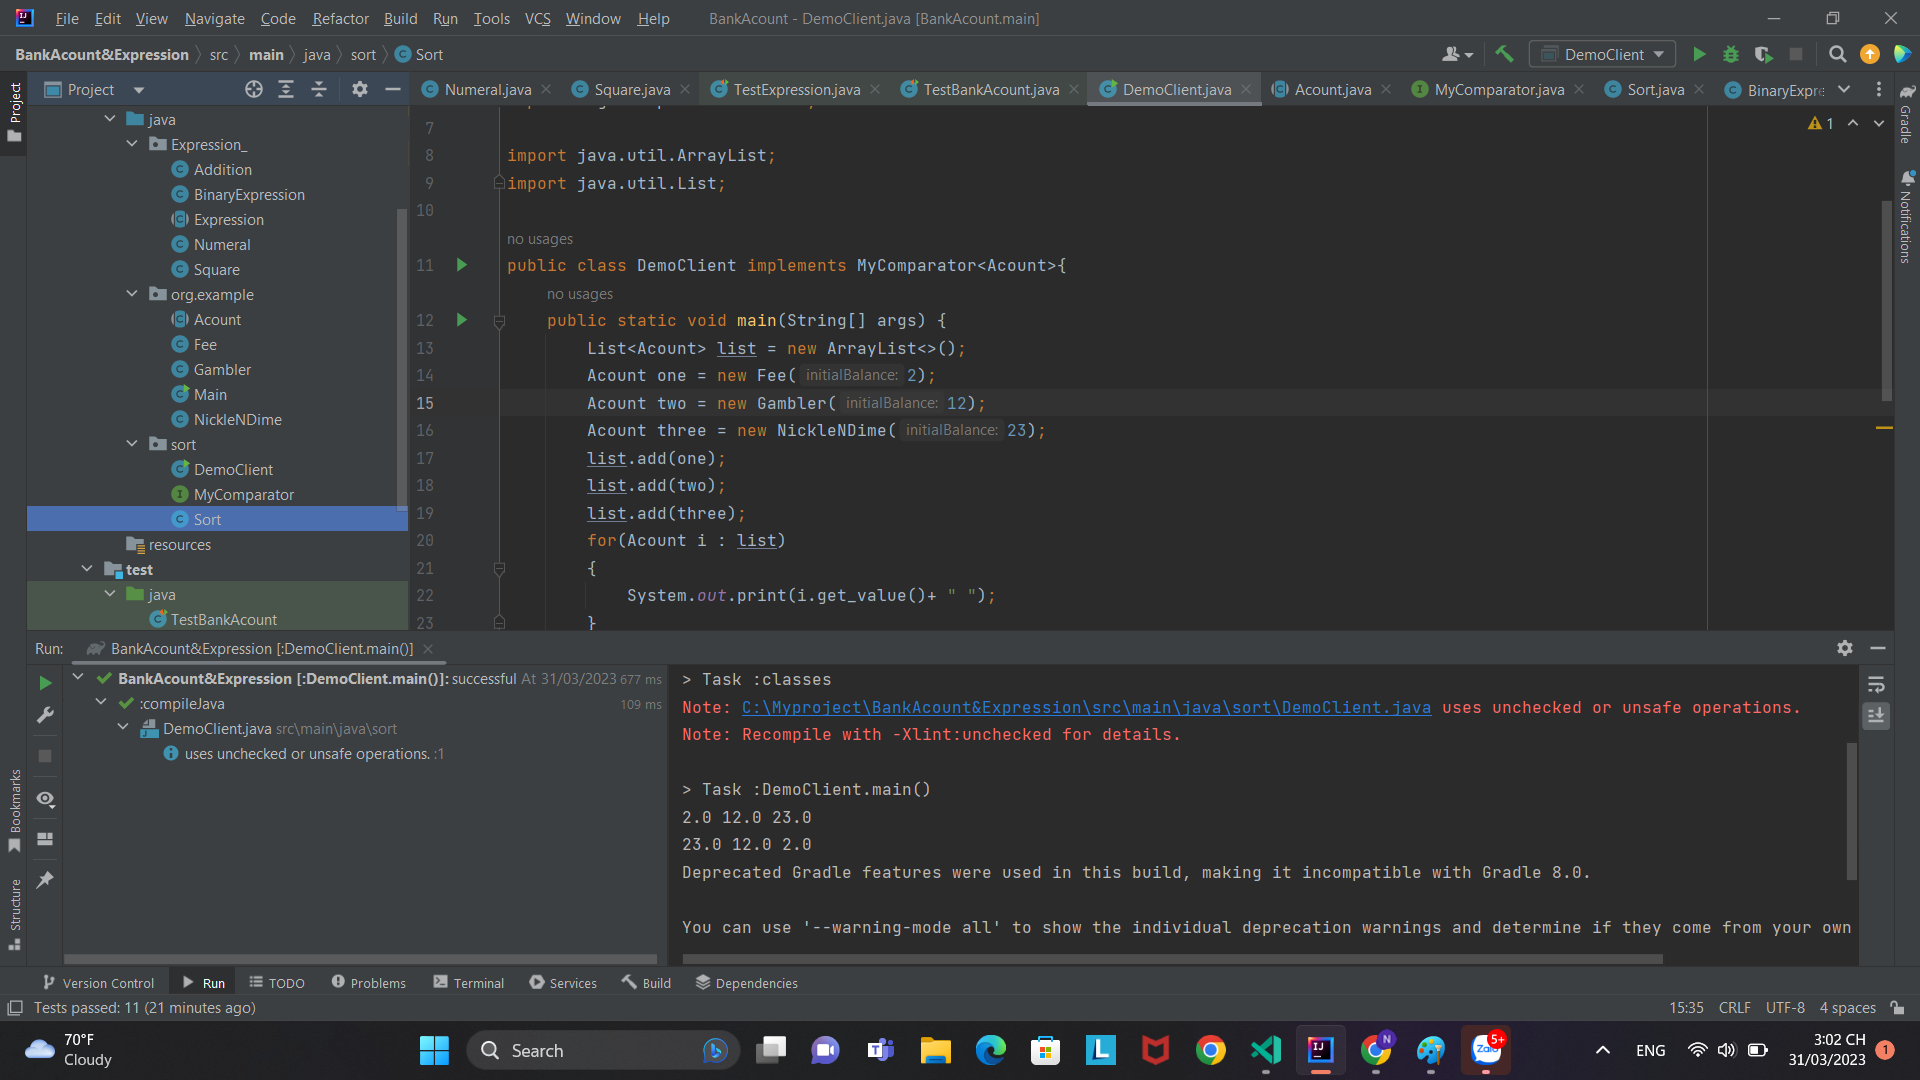 File Edit View Navigate Code Refactor Build Run Tools VCS Window Help BankAcount - DemoClient.java [BankAcount.main]
BankAcount&Expression src main java sort Sort DemoClient
Project Numeral.java Square.java TestExpression.java TestBankAcount.java DemoClient.java Acount.java MyComparator.java Sort.java BinaryExpre
Project
Gradle
Notifications
Bookmarks
Structure
java
Expression_
Addition
BinaryExpression
Expression
Numeral
Square
org.example
Acount
Fee
Gambler
Main
NickleNDime
sort
DemoClient
MyComparator
Sort
resources
test
java
TestBankAcount
1
7
8 import java.util.ArrayList;
9 import java.util.List;
10
no usages
11 public class DemoClient implements MyComparator<Acount>{
no usages
12 public static void main(String[] args) {
13 List<Acount> list = new ArrayList<>();
14 Acount one = new Fee( initialBalance: 2);
15 Acount two = new Gambler( initialBalance: 12);
16 Acount three = new NickleNDime( initialBalance: 23);
17 list.add(one);
18 list.add(two);
19 list.add(three);
20 for(Acount i : list)
21 {
22 System.out.print(i.get_value()+ " ");
23 }
Run: BankAcount&Expression [:DemoClient.main()]
BankAcount&Expression [:DemoClient.main()]: successful At 31/03/2023 677 ms
:compileJava 109 ms
DemoClient.java src\main\java\sort
uses unchecked or unsafe operations. :1
> Task :classes
Note: C:\Myproject\BankAcount&Expression\src\main\java\sort\DemoClient.java uses unchecked or unsafe operations.
Note: Recompile with -Xlint:unchecked for details.
> Task :DemoClient.main()
2.0 12.0 23.0
23.0 12.0 2.0
Deprecated Gradle features were used in this build, making it incompatible with Gradle 8.0.
You can use '--warning-mode all' to show the individual deprecation warnings and determine if they come from your own
Version Control Run TODO Problems Terminal Services Build Dependencies
Tests passed: 11 (21 minutes ago) 15:35 CRLF UTF-8 4 spaces
70°F
Cloudy
Search
N
Zalo
5+
ENG
3:02 CH
31/03/2023
1